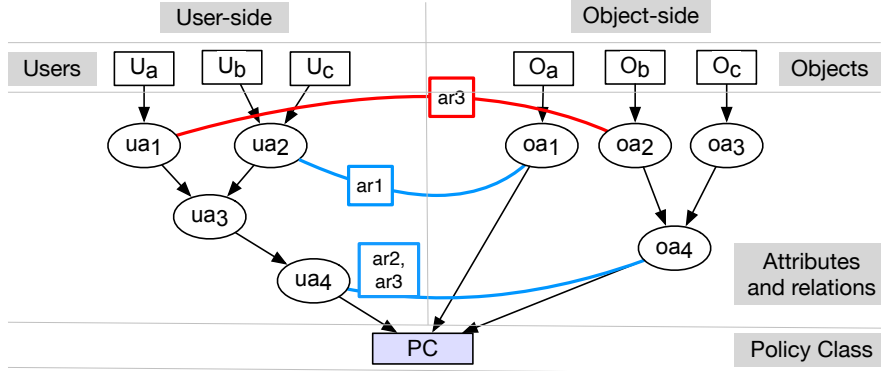 User-side
Object-side
Users
Ua
Ub
Uc
Oa
Ob
Oc
Objects
ar3
ua1
ua2
oa1
oa2
oa3
ar1
ua3
oa4
ar2,
ar3
ua4
Attributes
and relations
PC
Policy Class